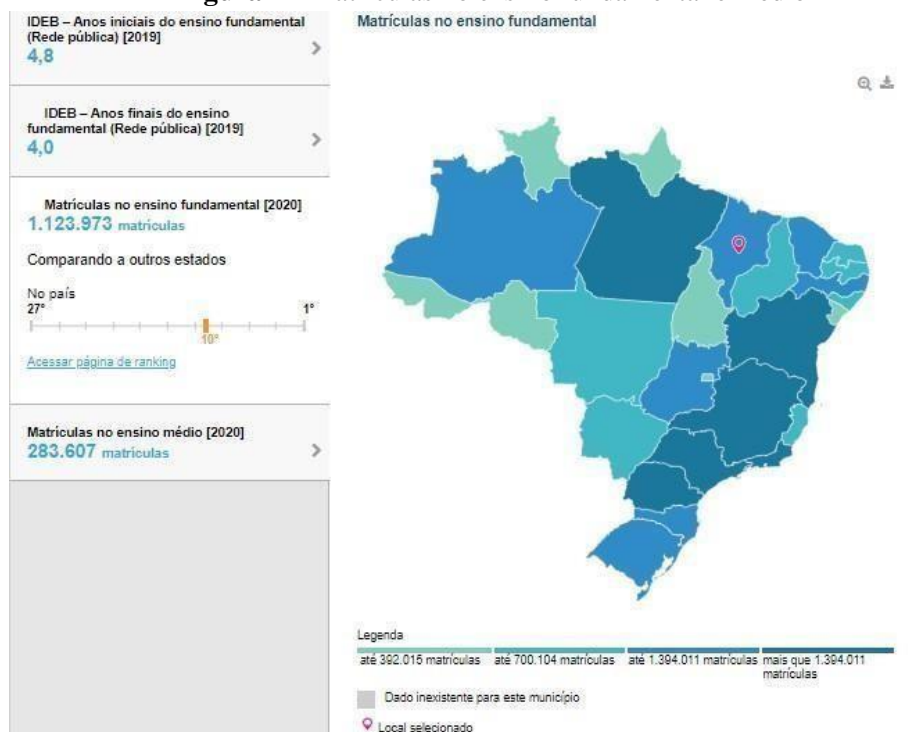 IDEB – Anos iniciais do ensino fundamental
(Rede pública) [2019]
4,8
IDEB – Anos finais do ensino
fundamental (Rede pública) [2019]
4,0
Matrículas no ensino fundamental [2020]
1.123.973 matrículas
Comparando a outros estados
No país
27° 1°
10°
Acessar página de ranking
Matrículas no ensino médio [2020]
283.607 matrículas
Matrículas no ensino fundamental
Legenda
até 392.015 matrículas até 700.104 matrículas até 1.394.011 matrículas mais que 1.394.011
matrículas
Dado inexistente para este município
Local selecionado